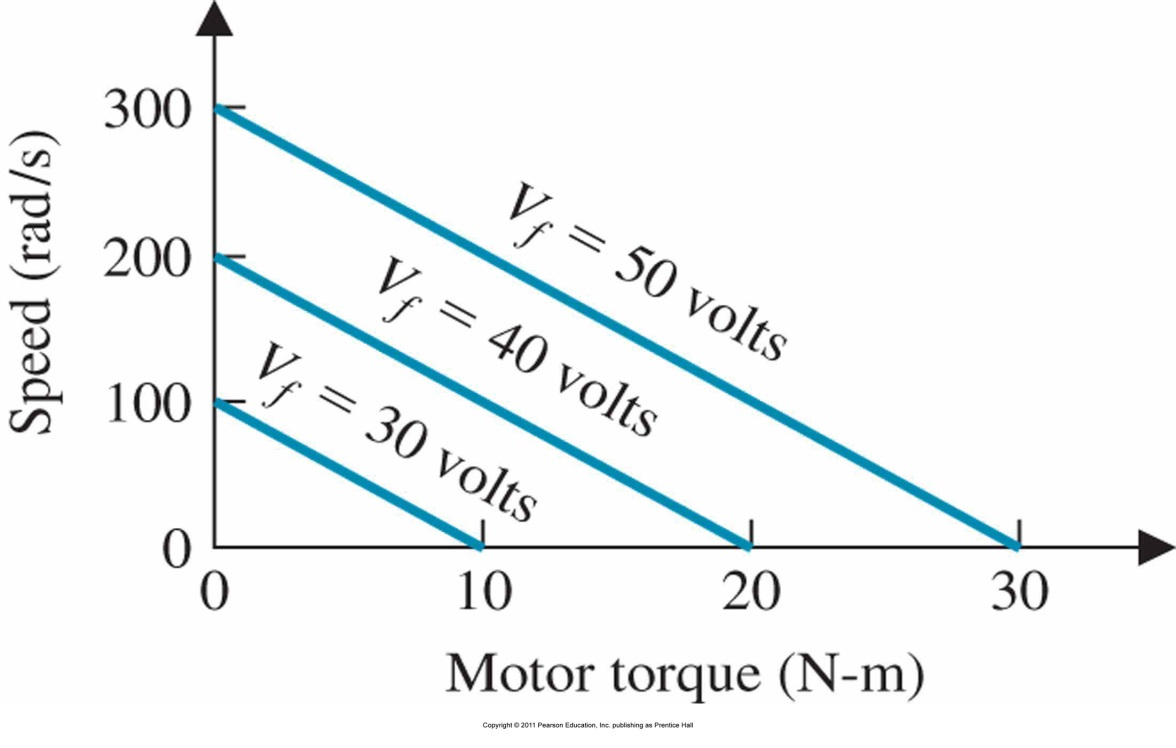 Speed (rad/s)
300
200
100
0
V_f = 50 volts
V_f = 40 volts
V_f = 30 volts
0 10 20 30
Motor torque (N-m)
Copyright © 2011 Pearson Education, Inc. publishing as Prentice Hall